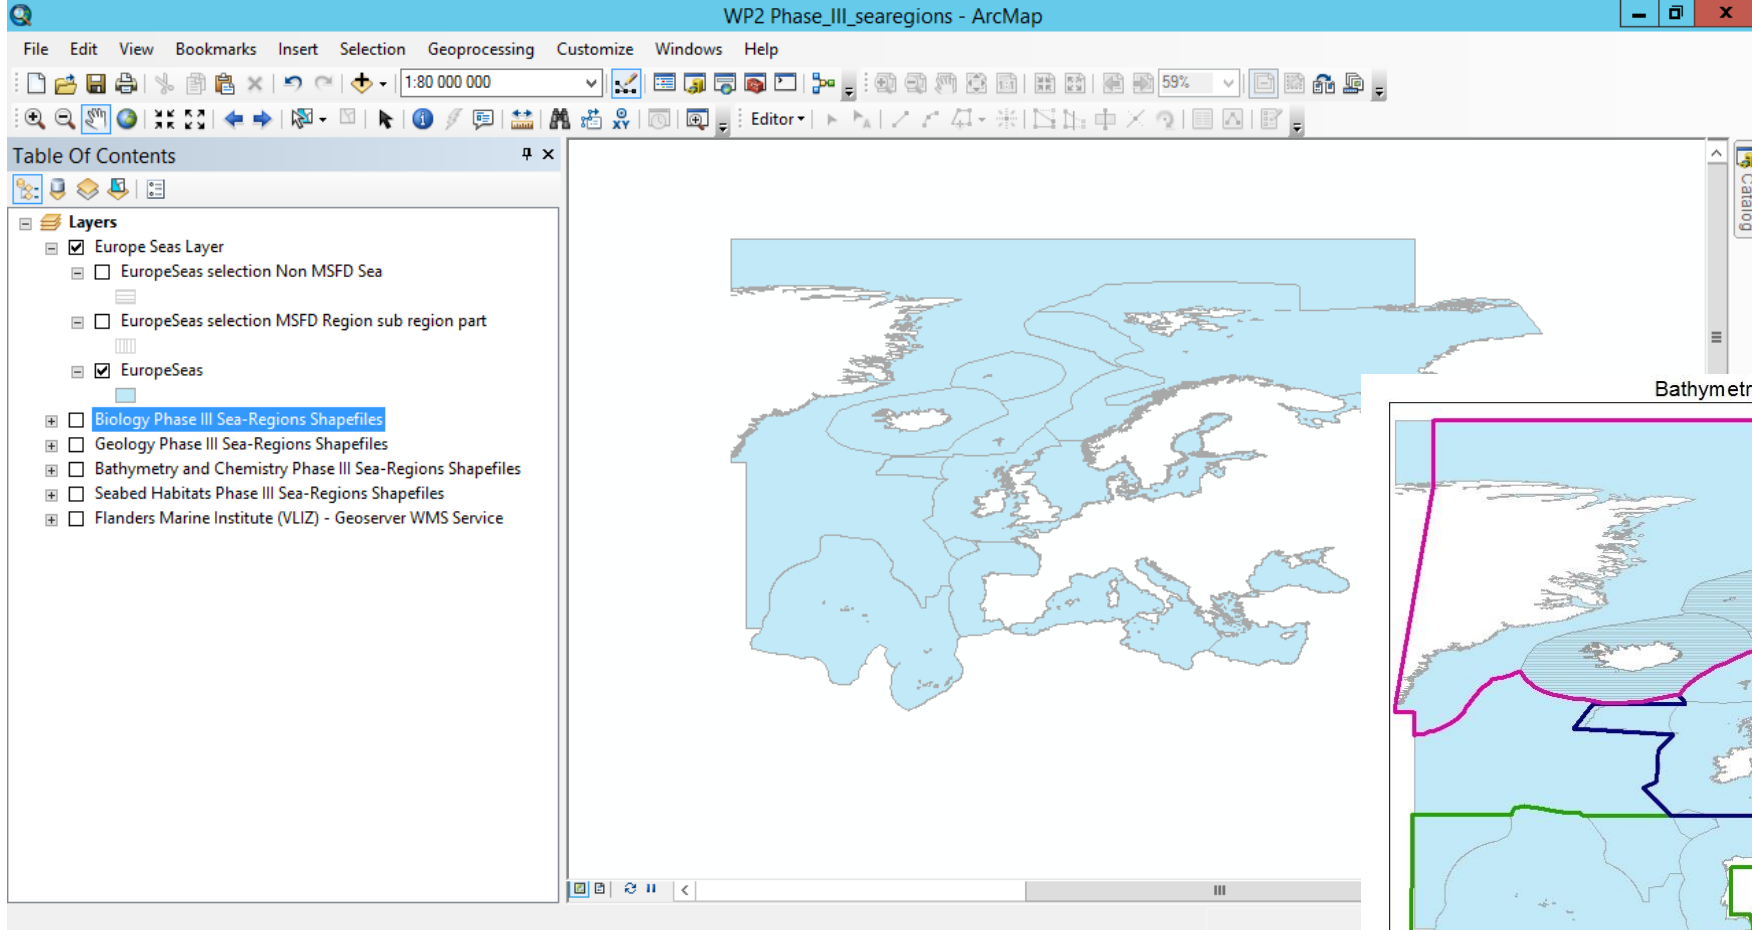 WP2 Phase_III_searegions - ArcMap
File Edit View Bookmarks Insert Selection Geoprocessing Customize Windows Help
1:80 000 000
59%
Editor
Table Of Contents
Catalog
Layers
Europe Seas Layer
EuropeSeas selection Non MSFD Sea
EuropeSeas selection MSFD Region sub region part
EuropeSeas
Bathymetr
Biology Phase III Sea-Regions Shapefiles
Geology Phase III Sea-Regions Shapefiles
Bathymetry and Chemistry Phase III Sea-Regions Shapefiles
Seabed Habitats Phase III Sea-Regions Shapefiles
Flanders Marine Institute (VLIZ) - Geoserver WMS Service